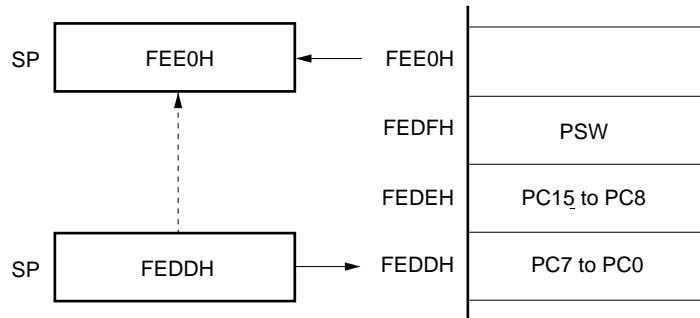 SP FEE0H FEE0H
FEDFH PSW
FEDEH PC15 to PC8
SP FEDDH FEDDH PC7 to PC0